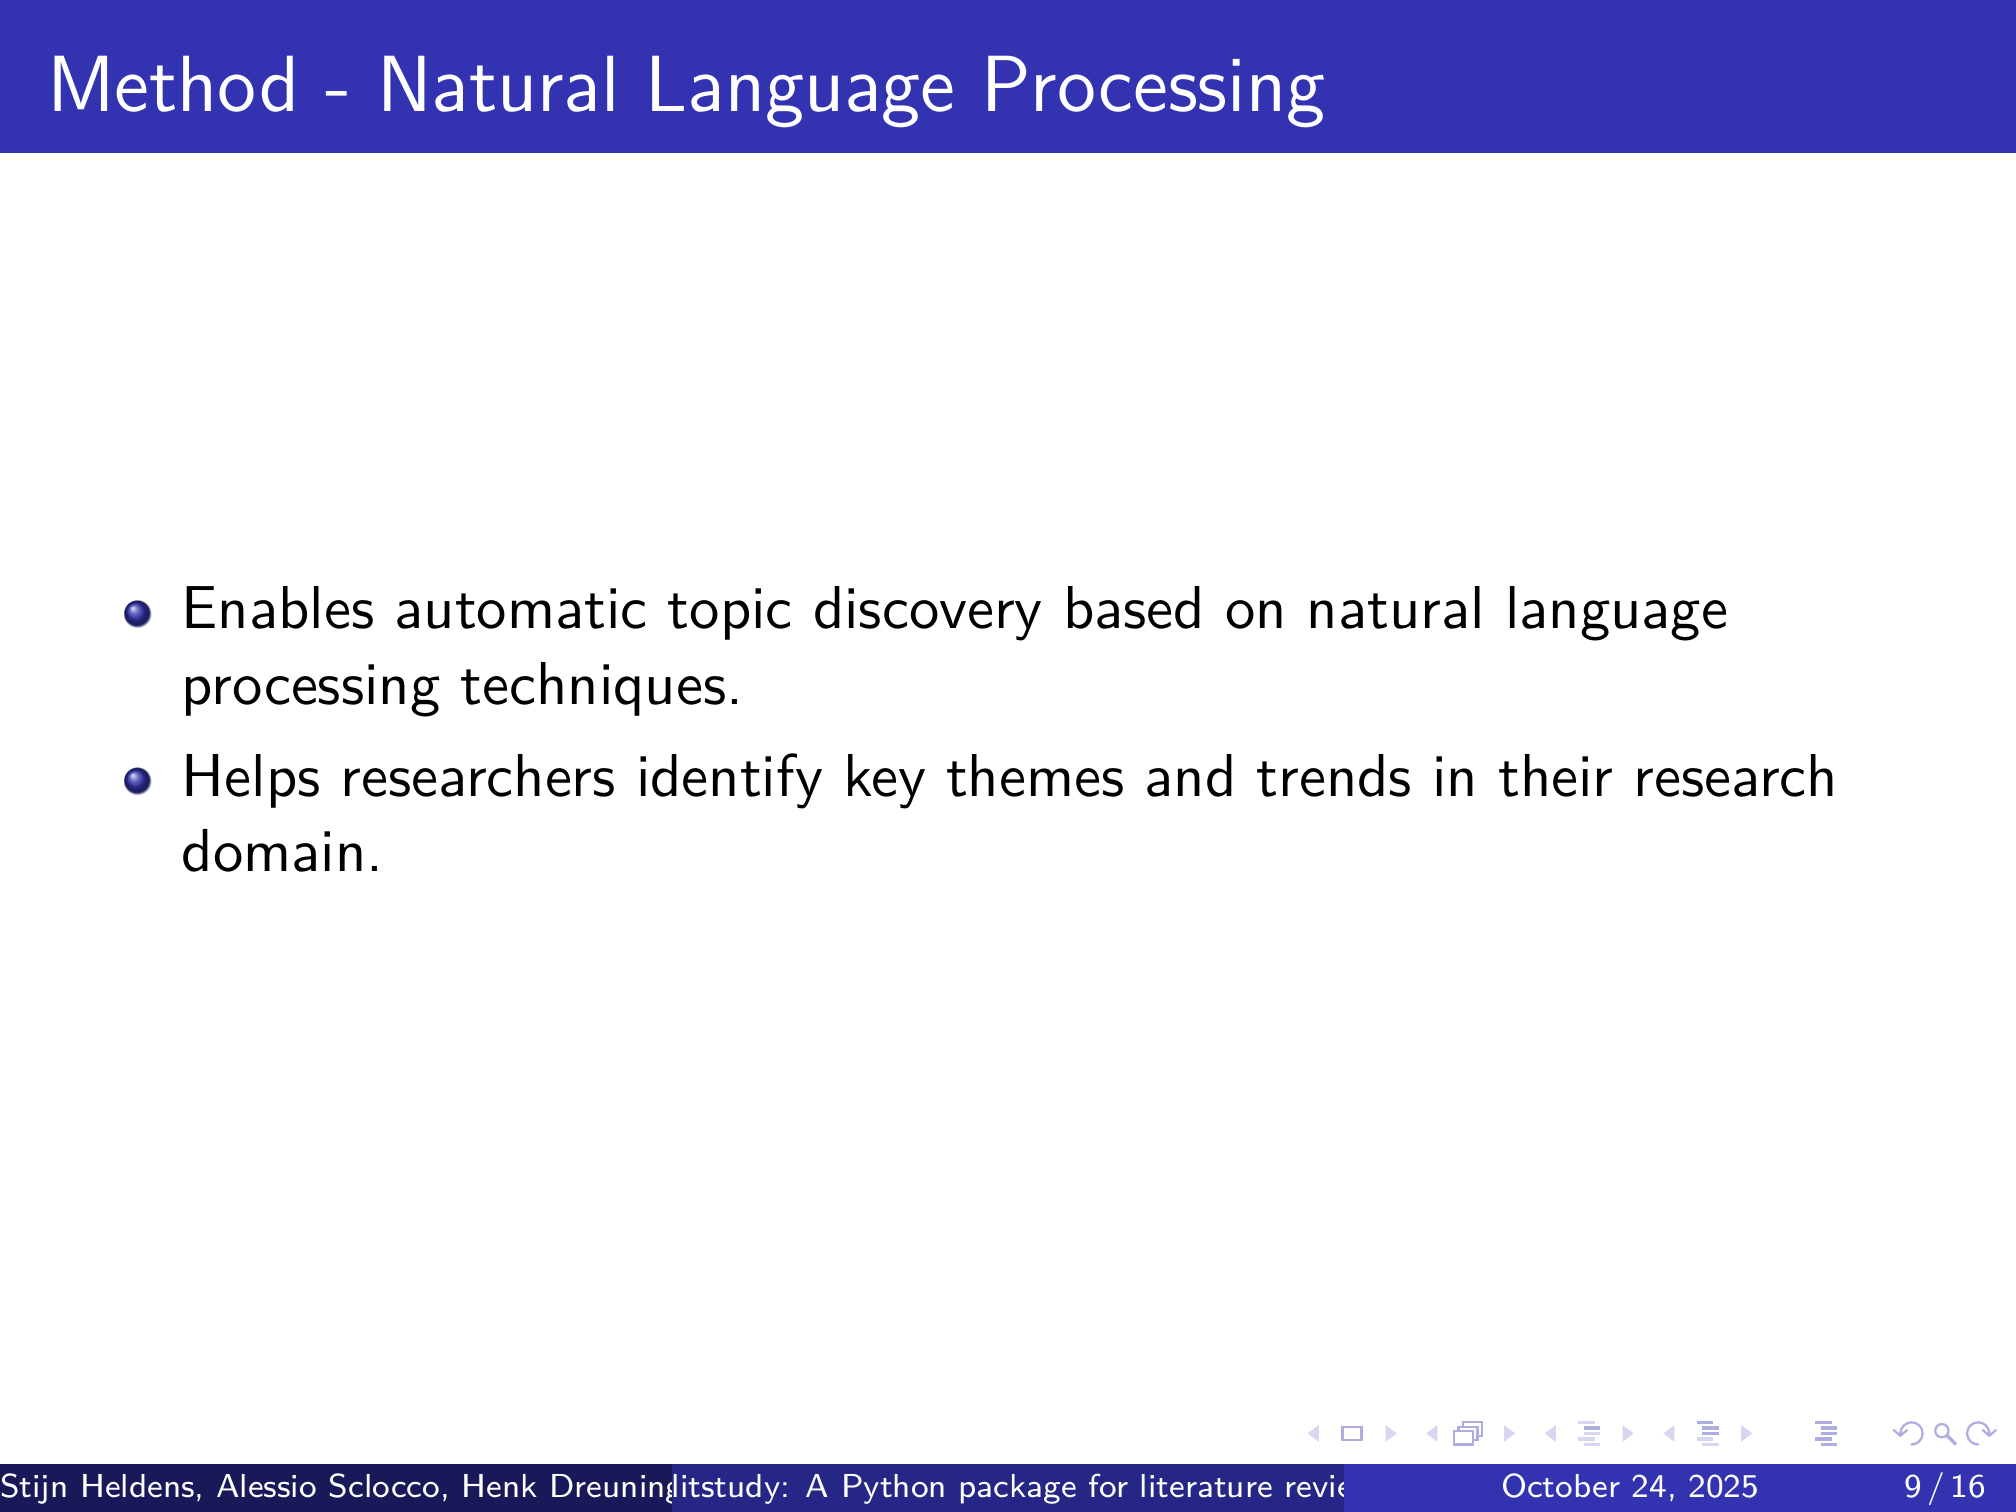 Method - Natural Language Processing
Enables automatic topic discovery based on natural language
processing techniques.
Helps researchers identify key themes and trends in their research
domain.
Stijn Heldens, Alessio Sclocco, Henk
litstudy: A Python package for literature
October 24, 2025
9 / 16